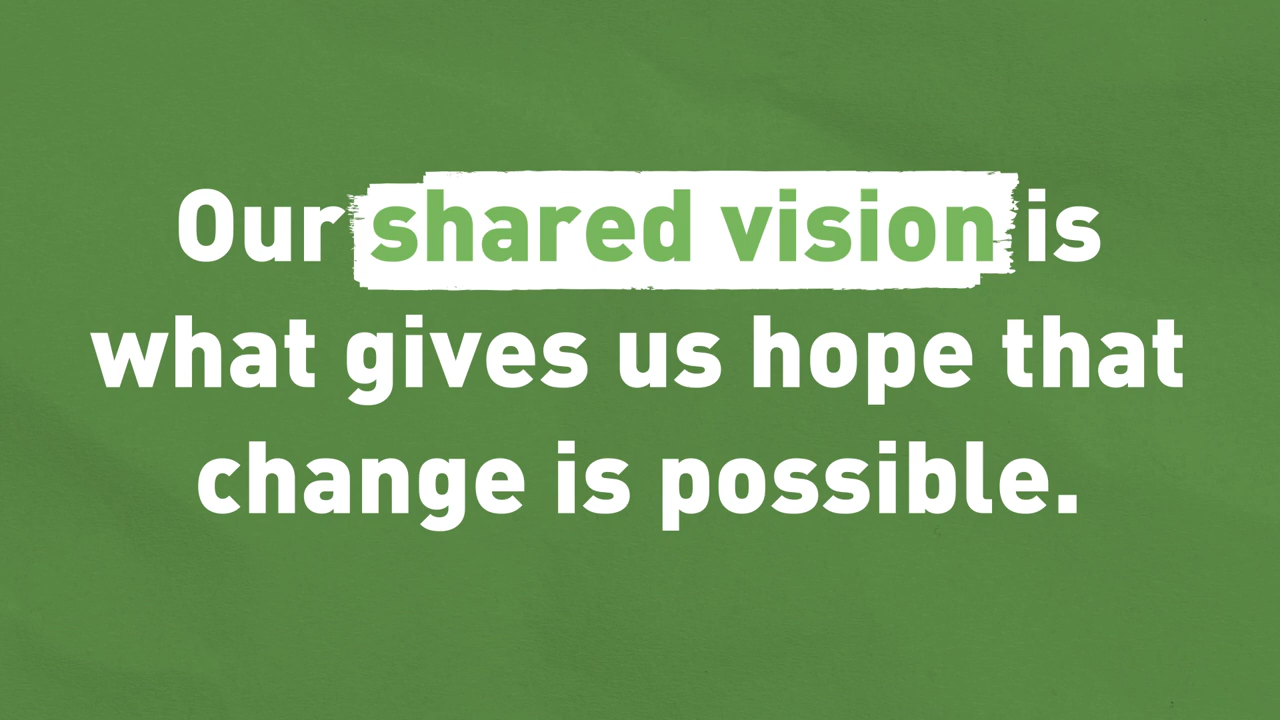 Our shared vision is
what gives us hope that
change is possible.